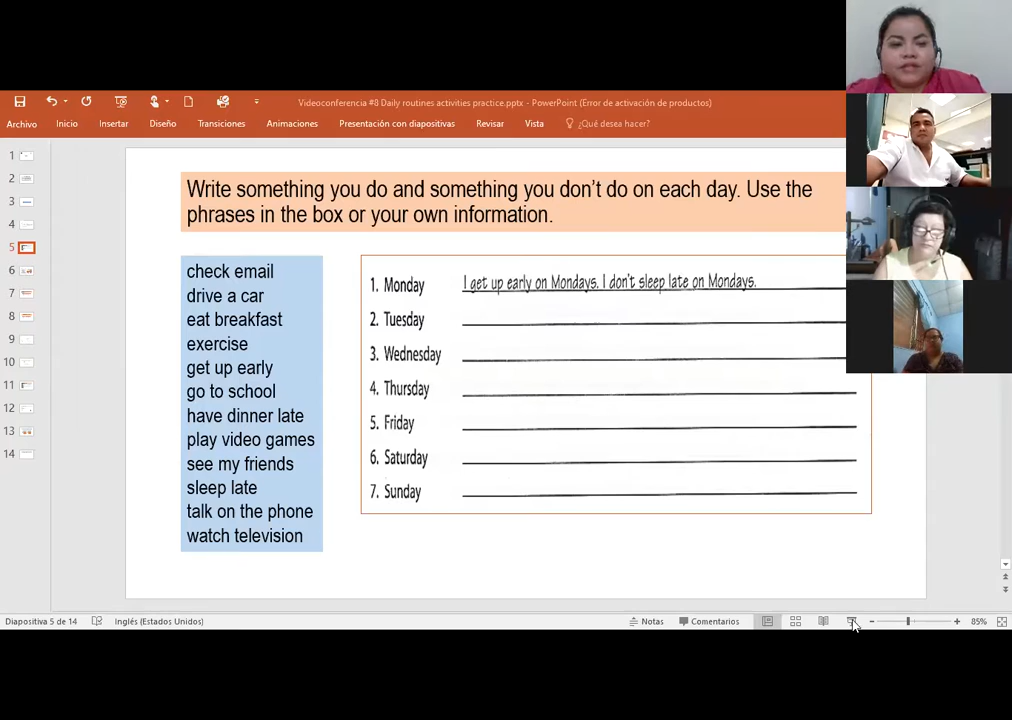 Videoconferencia #8 Daily routines activities practice.pptx - PowerPoint (Error de activación de productos)
Archivo Inicio Insertar Diseño Transiciones Animaciones Presentación con diapositivas Revisar Vista ¿Qué desea hacer?
1
2
3
4
5
6
7
8
9
10
11
12
13
14
Write something you do and something you don't do on each day. Use the
phrases in the box or your own information.
check email
drive a car
eat breakfast
exercise
get up early
go to school
have dinner late
play video games
see my friends
sleep late
talk on the phone
watch television
1. Monday I get up early on Mondays. I don't sleep late on Mondays.
2. Tuesday
3. Wednesday
4. Thursday
5. Friday
6. Saturday
7. Sunday
Diapositiva 5 de 14 Inglés (Estados Unidos) Notas Comentarios 85%